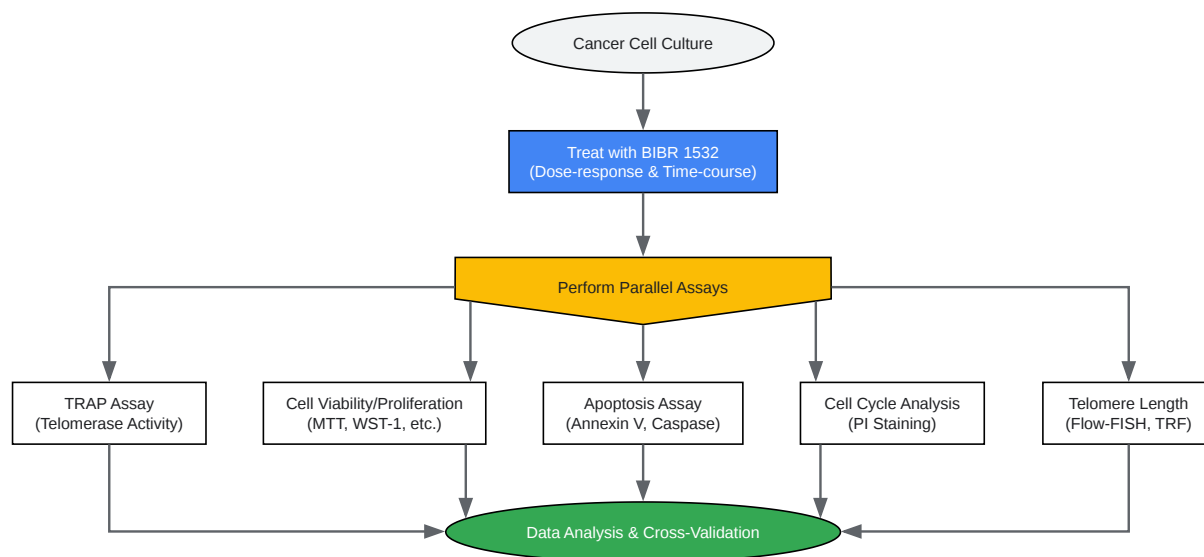 Cancer Cell Culture
Treat with BIBR 1532
(Dose-response & Time-course)
Perform Parallel Assays
TRAP Assay
(Telomerase Activity)
Cell Viability/Proliferation
(MTT, WST-1, etc.)
Apoptosis Assay
(Annexin V, Caspase)
Cell Cycle Analysis
(PI Staining)
Telomere Length
(Flow-FISH, TRF)
Data Analysis & Cross-Validation